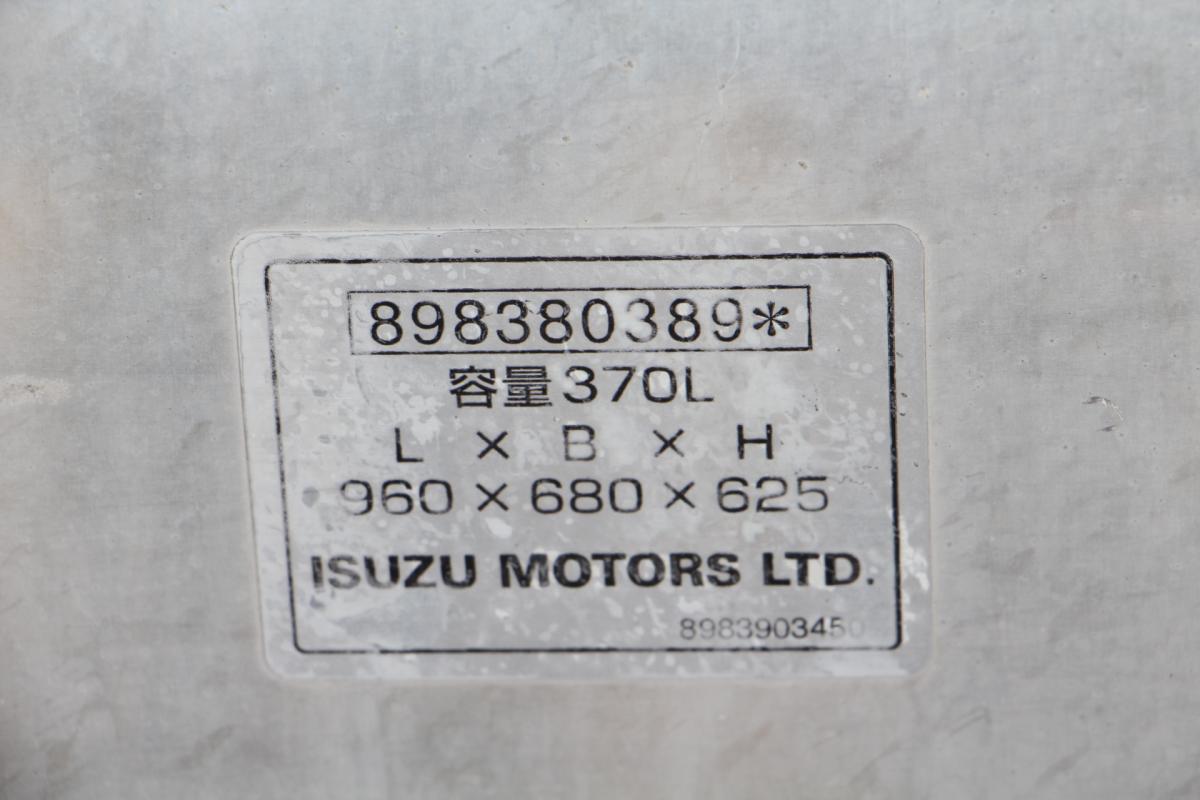 898380389*
容量370L
L × B × H
960 × 680 × 625
ISUZU MOTORS LTD.
8983903450